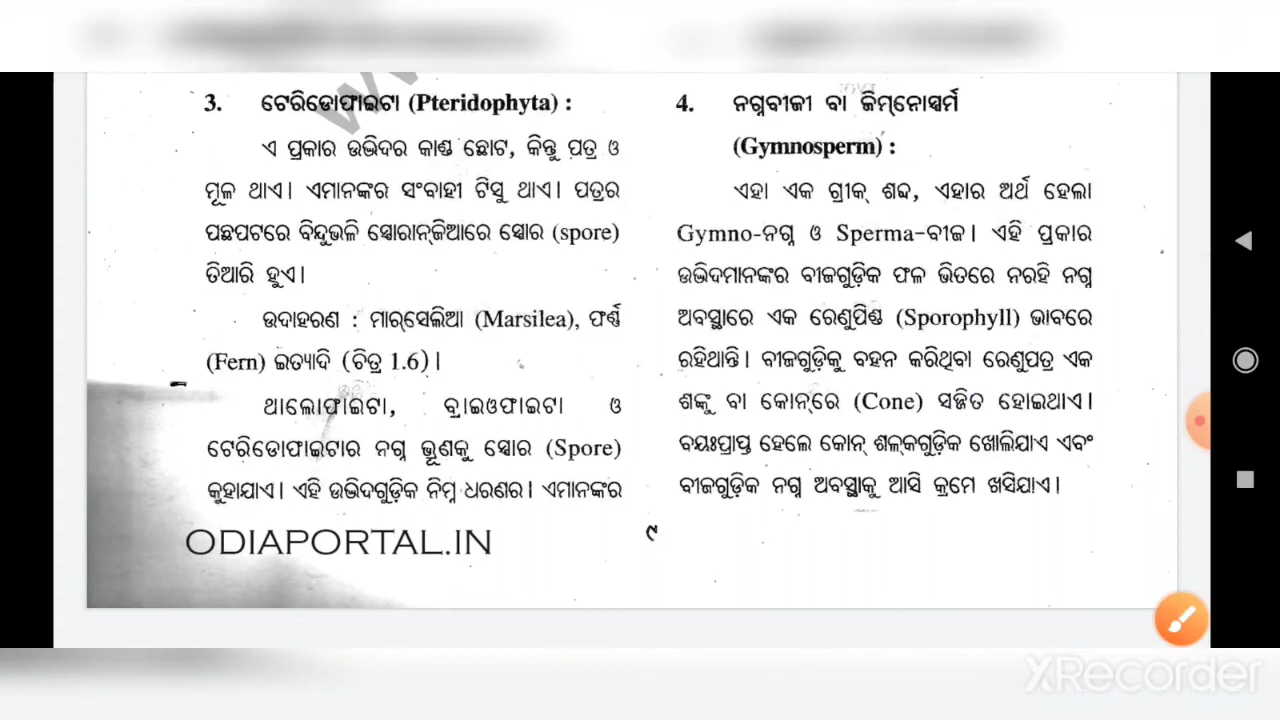 3. ଟେରିଡୋଫାଇଟା (Pteridophyta) :
ଏ ପ୍ରକାର ଉଦ୍ଭିଦର କାଣ୍ଡ ଛୋଟ, କିନ୍ତୁ ପତ୍ର ଓ
ମୂଳ ଥାଏ। ଏମାନଙ୍କର ସଂବାହୀ ଟିସୁ ଥାଏ। ପତ୍ରର
ପଛପଟରେ ବିନ୍ଦୁଭଳି ସ୍ପୋରାନ୍‌ଜିଆରେ ସ୍ପୋର (spore)
ତିଆରି ହୁଏ।
ଉଦାହରଣ : ମାର୍‌ସେଲିଆ (Marsilea), ଫର୍ଣ୍ଣ
(Fern) ଇତ୍ୟାଦି (ଚିତ୍ର 1.6)।
ଥାଲୋଫାଇଟା, ବ୍ରାଇଓଫାଇଟା ଓ
ଟେରିଡୋଫାଇଟାର ନଗ୍ନ ଭ୍ରୂଣକୁ ସ୍ପୋର (Spore)
କୁହାଯାଏ। ଏହି ଉଦ୍ଭିଦଗୁଡ଼ିକ ନିମ୍ନ ଧରଣର। ଏମାନଙ୍କର
4. ନଗ୍ନବୀଜୀ ବା ଜିମ୍‌ନୋସ୍ପର୍ମ
(Gymnosperm) :
ଏହା ଏକ ଗ୍ରୀକ୍ ଶବ୍ଦ, ଏହାର ଅର୍ଥ ହେଲା
Gymno-ନଗ୍ନ ଓ Sperma-ବୀଜ। ଏହି ପ୍ରକାର
ଉଦ୍ଭିଦମାନଙ୍କର ବୀଜଗୁଡ଼ିକ ଫଳ ଭିତରେ ନରହି ନଗ୍ନ
ଅବସ୍ଥାରେ ଏକ ରେଣୁପିଣ୍ଡ (Sporophyll) ଭାବରେ
ରହିଥାନ୍ତି। ବୀଜଗୁଡ଼ିକୁ ବହନ କରିଥିବା ରେଣୁପତ୍ର ଏକ
ଶଙ୍କୁ ବା କୋନ୍‌ରେ (Cone) ସଜ୍ଜିତ ହୋଇଥାଏ।
ବୟଃପ୍ରାପ୍ତ ହେଲେ କୋନ୍ ଶଳ୍‌କଗୁଡ଼ିକ ଖୋଲିଯାଏ ଏବଂ
ବୀଜଗୁଡ଼ିକ ନଗ୍ନ ଅବସ୍ଥାକୁ ଆସି କ୍ରମେ ଖସିଯାଏ।
ODIAPORTAL.IN
୯
XRecorder